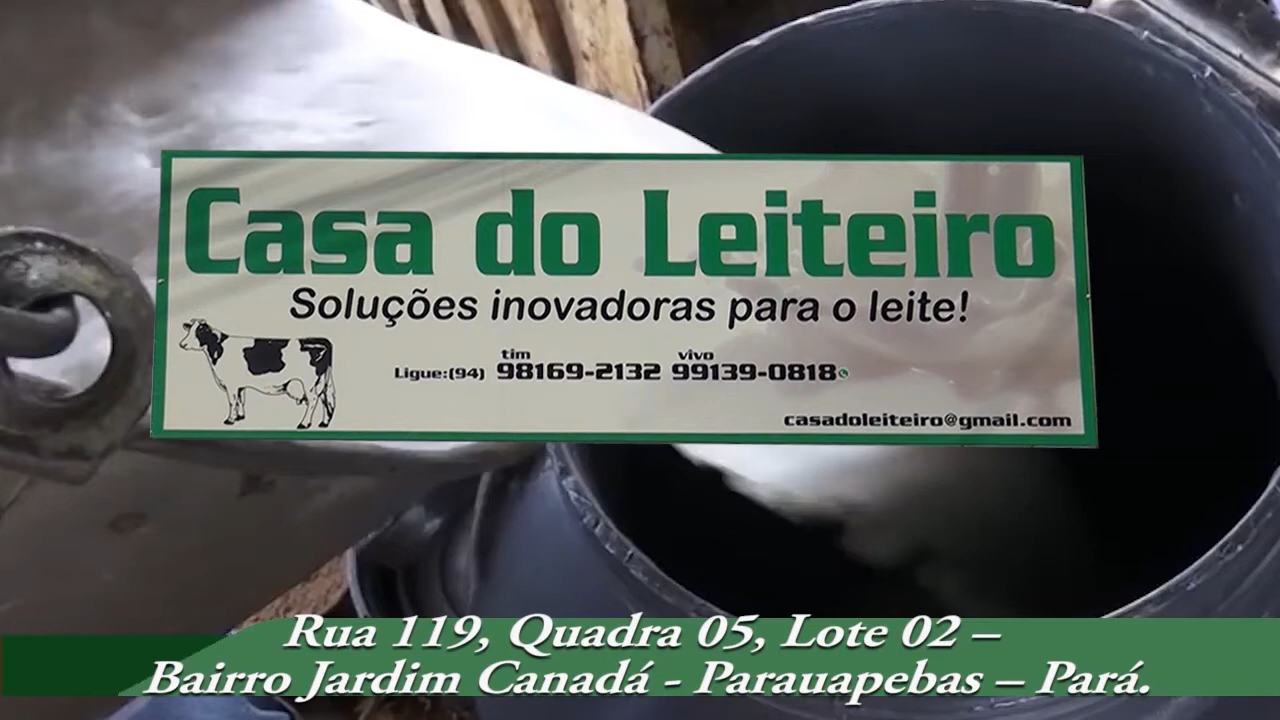 Casa do Leiteiro
Soluções inovadoras para o leite!
tim vivo
Ligue:(94) 98169-2132 99139-0818
casadoleiteiro@gmail.com
Rua 119, Quadra 05, Lote 02 –
Bairro Jardim Canadá - Parauapebas – Pará.